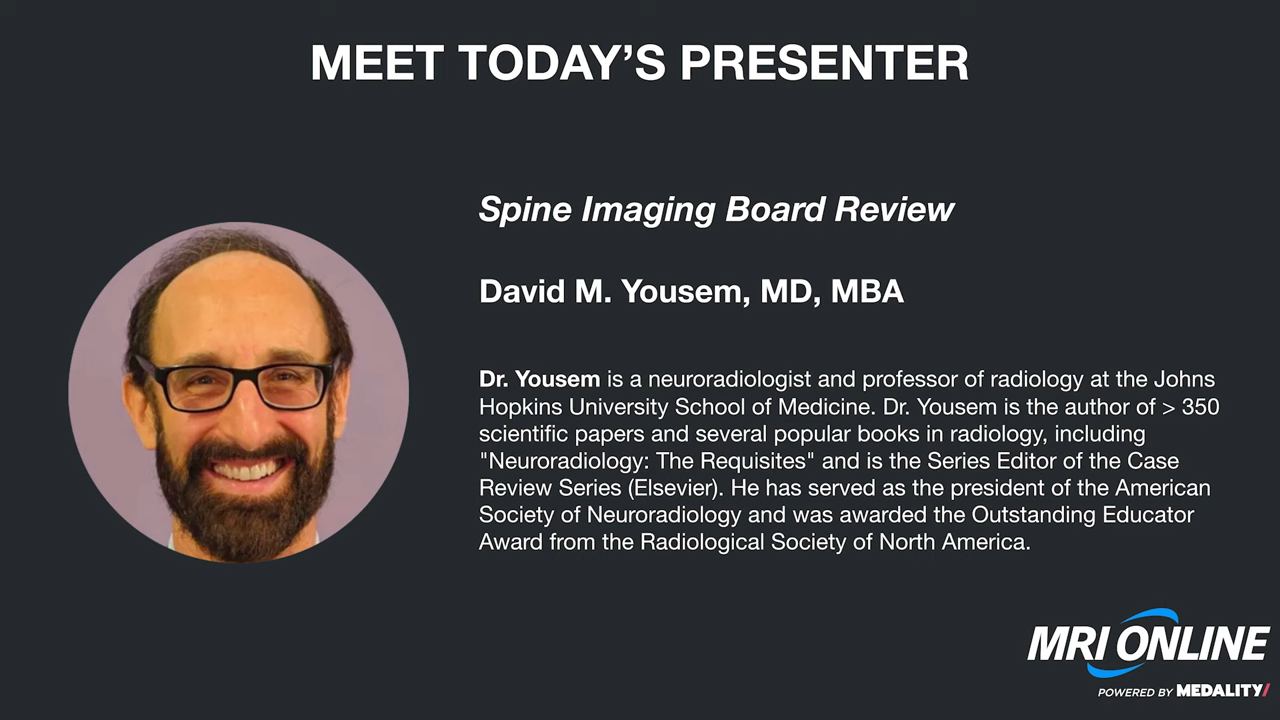 MEET TODAY’S PRESENTER
Spine Imaging Board Review
David M. Yousem, MD, MBA
Dr. Yousem is a neuroradiologist and professor of radiology at the Johns
Hopkins University School of Medicine. Dr. Yousem is the author of > 350
scientific papers and several popular books in radiology, including
"Neuroradiology: The Requisites" and is the Series Editor of the Case
Review Series (Elsevier). He has served as the president of the American
Society of Neuroradiology and was awarded the Outstanding Educator
Award from the Radiological Society of North America.
MRI ONLINE
POWERED BY MEDALITY/